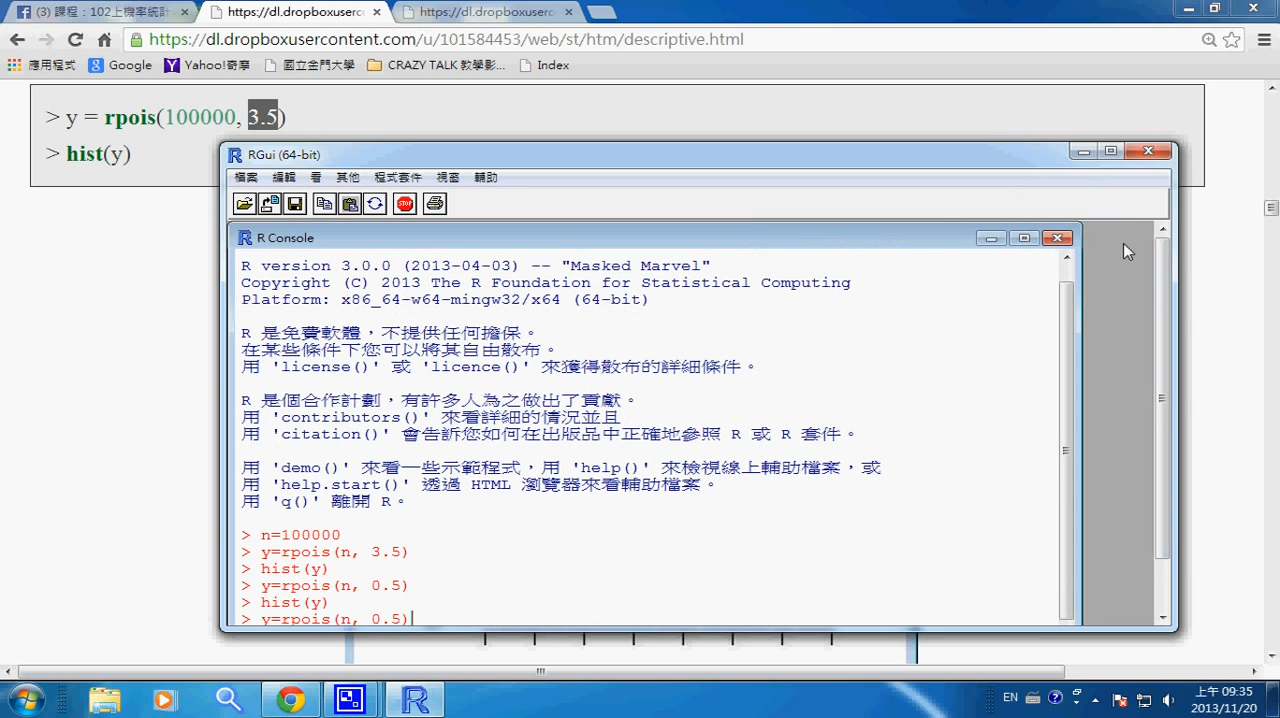 (3) 課程：102上機率統計
https://dl.dropboxuserco
https://dl.dropboxuserco
https://dl.dropboxusercontent.com/u/101584453/web/st/htm/descriptive.html
應用程式 Google Yahoo!奇摩 國立金門大學 CRAZY TALK 教學影... Index
> y = rpois(100000, 3.5)
> hist(y)
RGui (64-bit)
檔案 編輯 看 其他 程式套件 視窗 輔助
STOP
R Console
R version 3.0.0 (2013-04-03) -- "Masked Marvel"
Copyright (C) 2013 The R Foundation for Statistical Computing
Platform: x86_64-w64-mingw32/x64 (64-bit)
R 是免費軟體，不提供任何擔保。
在某些條件下您可以將其自由散布。
用 'license()' 或 'licence()' 來獲得散布的詳細條件。
R 是個合作計劃，有許多人為之做出了貢獻。
用 'contributors()' 來看詳細的情況並且
用 'citation()' 會告訴您如何在出版品中正確地參照 R 或 R 套件。
用 'demo()' 來看一些示範程式，用 'help()' 來檢視線上輔助檔案，或
用 'help.start()' 透過 HTML 瀏覽器來看輔助檔案。
用 'q()' 離開 R。
> n=100000
> y=rpois(n, 3.5)
> hist(y)
> y=rpois(n, 0.5)
> hist(y)
> y=rpois(n, 0.5)
EN
上午 09:35
2013/11/20